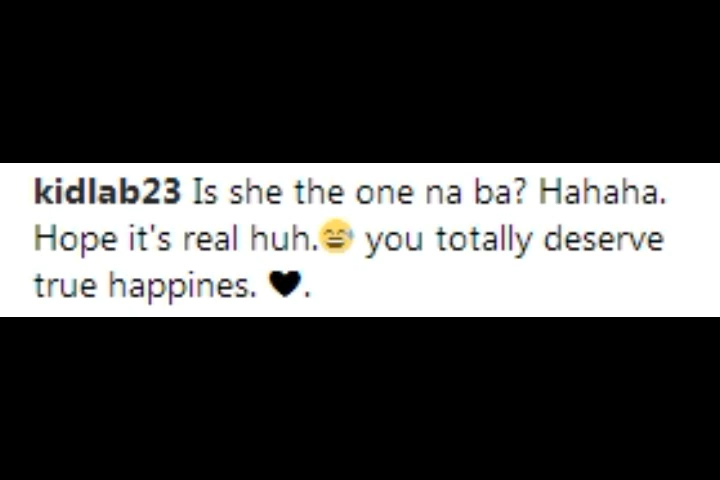 kidlab23 Is she the one na ba? Hahaha.
Hope it's real huh.😅 you totally deserve
true happines. 🖤.